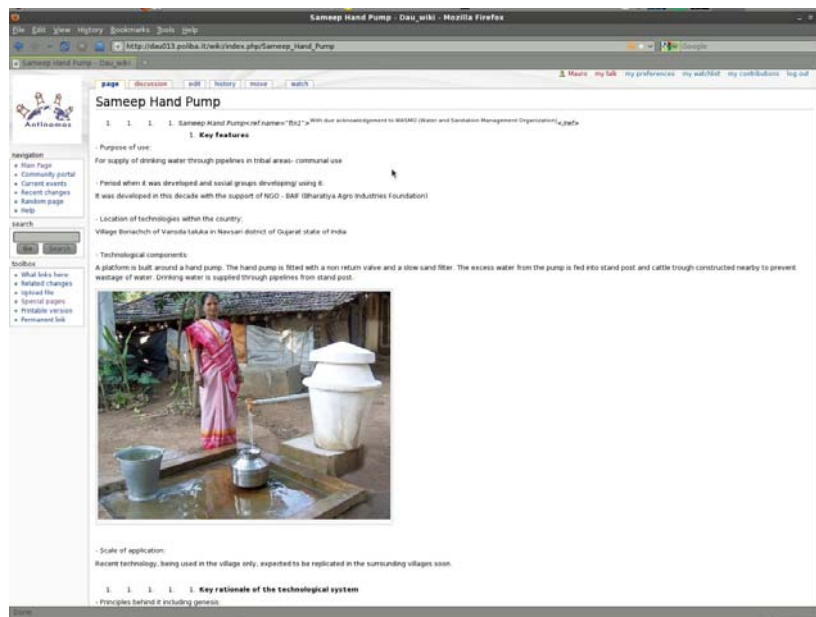 Sameep Hand Pump - Dau_wiki - Mozilla Firefox
File Edit View History Bookmarks Tools Help
http://dau013.poliba.it/wiki/index.php/Sameep_Hand_Pump
Google
Sameep Hand Pump - Dau_wiki
Mauro my talk my preferences my watchlist my contributions log out
page discussion edit history move watch
Antinomos
navigation
Main Page
Community portal
Current events
Recent changes
Random page
Help
search
Go Search
toolbox
What links here
Related changes
Upload file
Special pages
Printable version
Permanent link
Sameep Hand Pump
1. 1. 1. 1. Sameep Hand Pump<ref name="ftn1">With due acknowledgement to WASMO (Water and Sanitation Management Organization)</ref>
1. Key features
- Purpose of use:
For supply of drinking water through pipelines in tribal areas- communal use
- Period when it was developed and social groups developing/ using it:
It was developed in this decade with the support of NGO - BAIF (Bharatiya Agro Industries Foundation)
- Location of technologies within the country:
Village Boriachch of Vansda taluka in Navsari district of Gujarat state of India
- Technological components:
A platform is built around a hand pump. The hand pump is fitted with a non return valve and a slow sand filter. The excess water from the pump is fed into stand post and cattle trough constructed nearby to prevent
wastage of water. Drinking water is supplied through pipelines from stand post.
- Scale of application:
Recent technology, being used in the village only, expected to be replicated in the surrounding villages soon.
1. 1. 1. 1. 1. Key rationale of the technological system
- Principles behind it including genesis:
Done